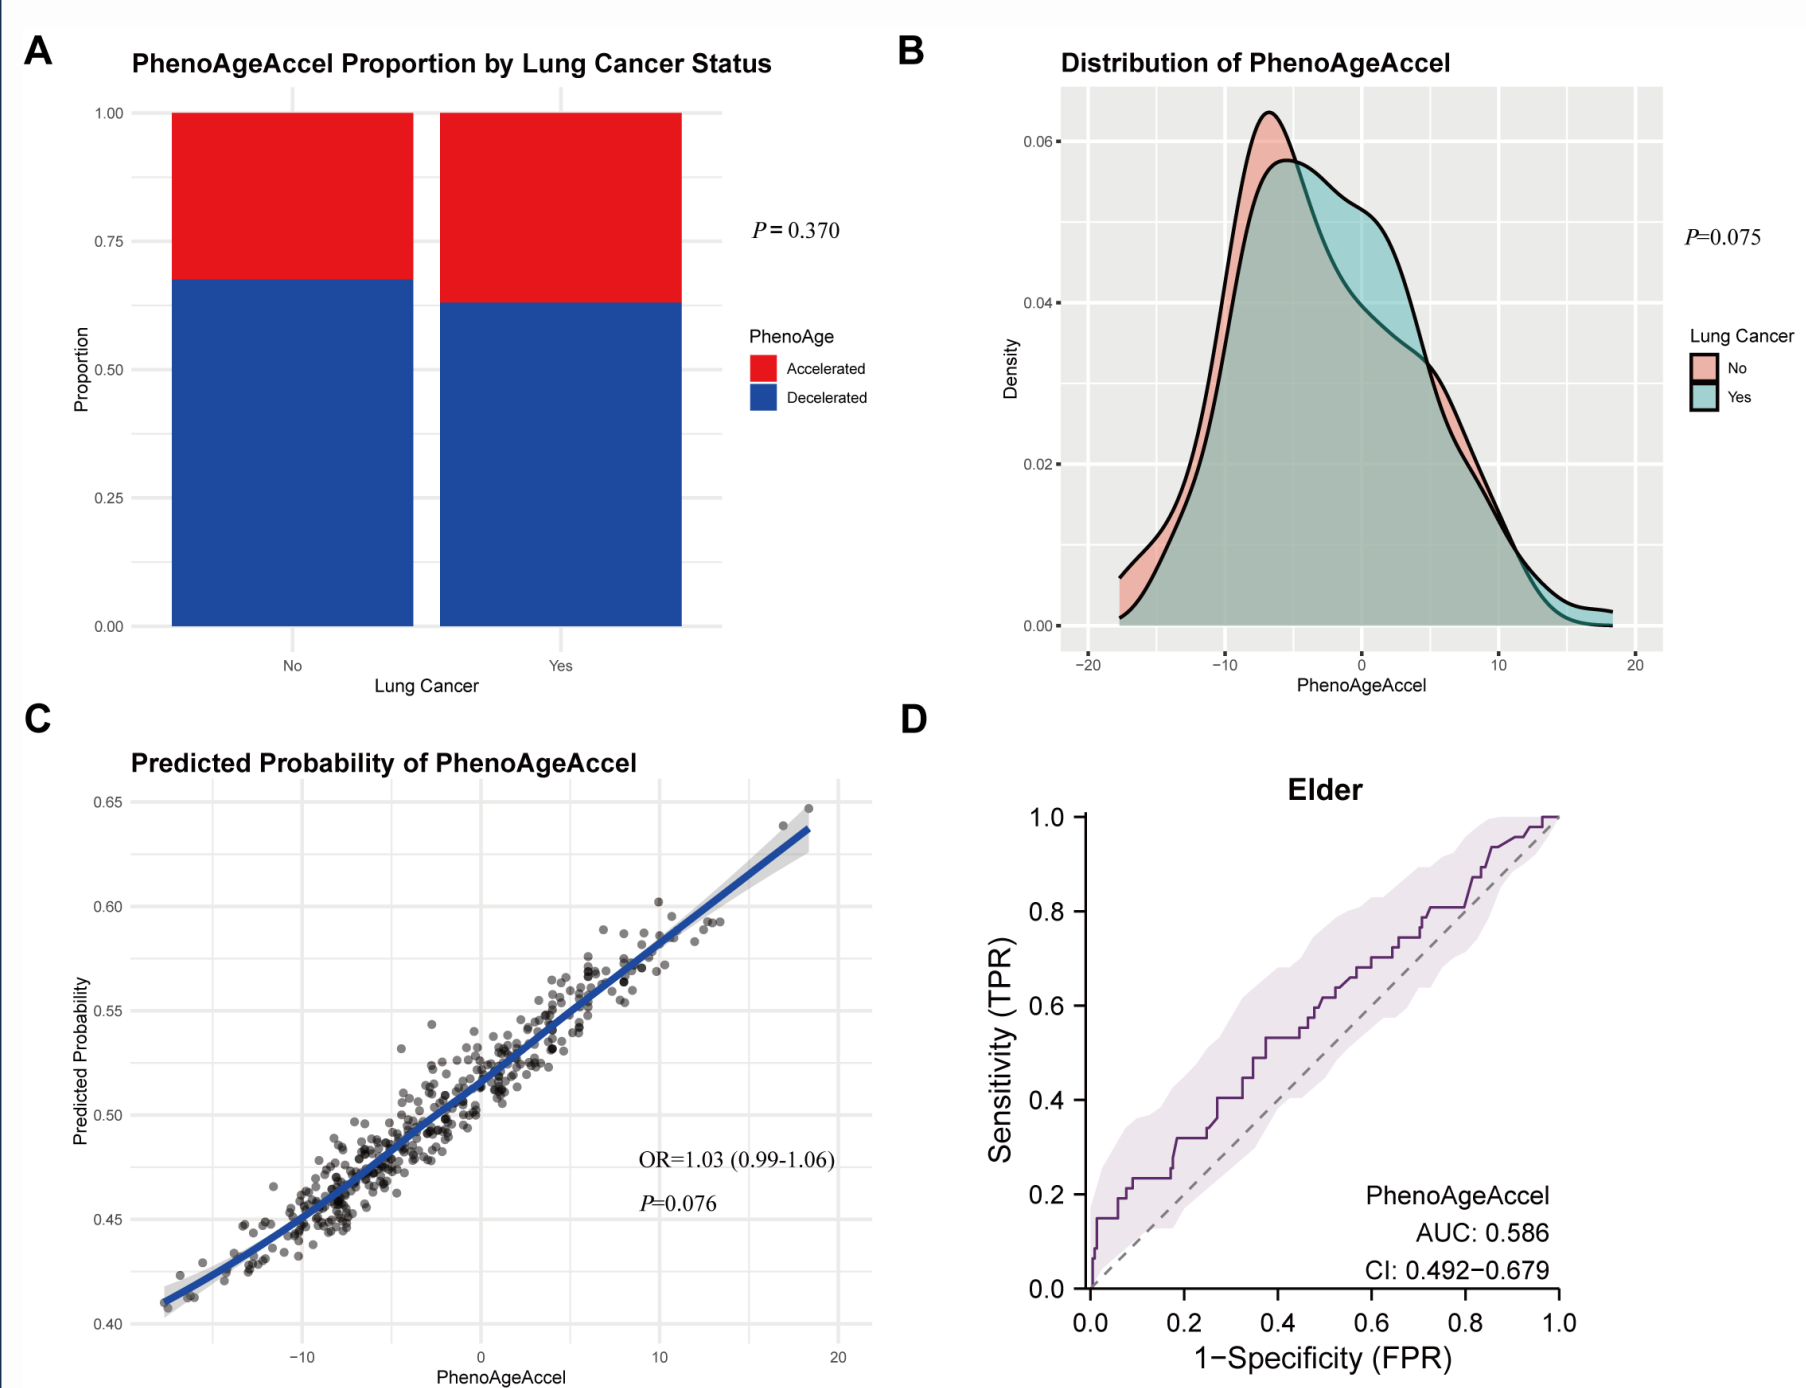 A
PhenoAgeAccel Proportion by Lung Cancer Status
1.00
0.75
0.50
0.25
0.00
Proportion
No
Yes
Lung Cancer
P = 0.370
PhenoAge
Accelerated
Decelerated
B
Distribution of PhenoAgeAccel
0.06
0.04
0.02
0.00
Density
−20
−10
0
10
20
PhenoAgeAccel
P=0.075
Lung Cancer
No
Yes
C
Predicted Probability of PhenoAgeAccel
0.65
0.60
0.55
0.50
0.45
0.40
Predicted Probability
OR=1.03 (0.99-1.06)
P=0.076
−10
0
10
20
PhenoAgeAccel
D
Elder
1.0
0.8
0.6
0.4
0.2
0.0
Sensitivity (TPR)
PhenoAgeAccel
AUC: 0.586
CI: 0.492−0.679
0.0
0.2
0.4
0.6
0.8
1.0
1−Specificity (FPR)